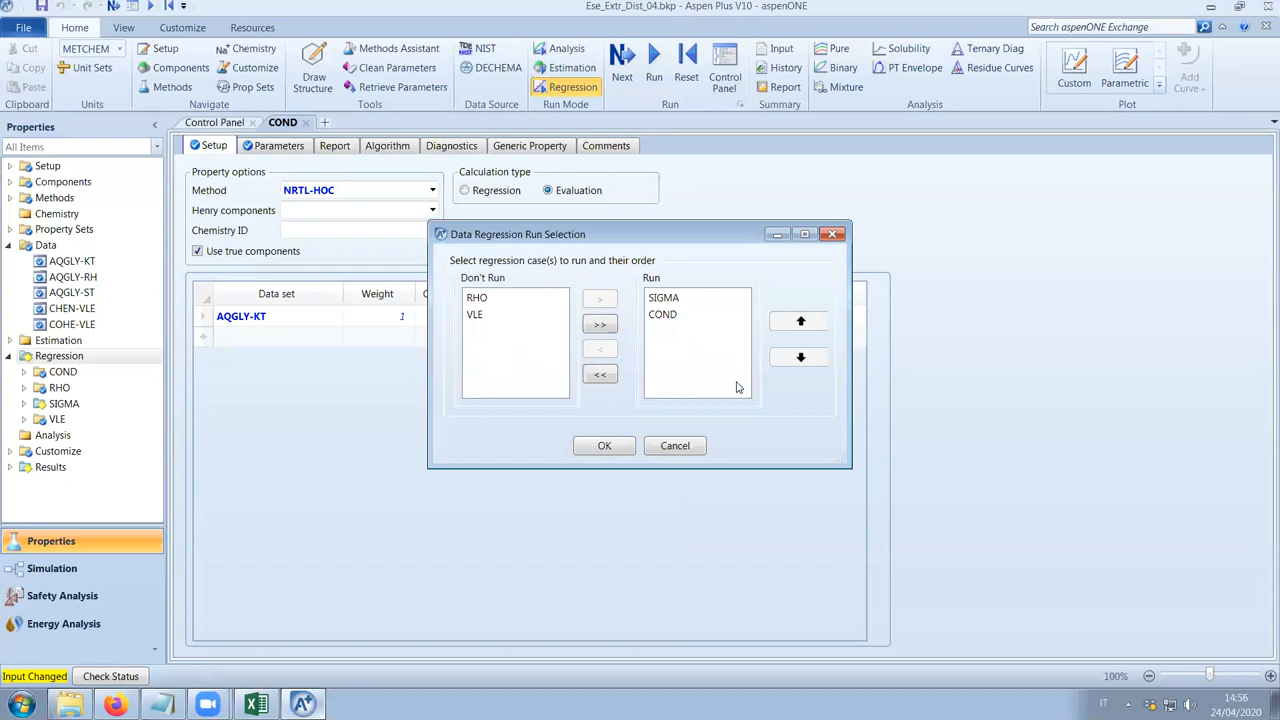 Ese_Extr_Dist_04.bkp - Aspen Plus V10 - aspenONE
File
Home
View
Customize
Resources
Search aspenONE Exchange
Cut
METCHEM
Setup
Chemistry
Methods Assistant
NIST
Analysis
Input
Pure
Solubility
Ternary Diag
Copy
Unit Sets
Components
Customize
On Params
DECHEMA
Estimation
History
Binary
PT Envelope
Residue Curves
Paste
Methods
Prop Sets
Draw
Structure
Retrieve Parameters
Regression
Next
Run
Reset
Control
Panel
Report
Mixture
Custom
Parametric
Add
Curve
Clipboard
Units
Navigate
Tools
Data Source
Run Mode
Run
Summary
Analysis
Plot
Properties
Control Panel
COND
All Items
Setup
Components
Methods
Chemistry
Property Sets
Data
AQGLY-KT
AQGLY-RH
AQGLY-ST
CHEN-VLE
COHE-VLE
Estimation
Regression
COND
RHO
SIGMA
VLE
Analysis
Customize
Results
Properties
Simulation
Safety Analysis
Energy Analysis
Setup
Parameters
Report
Algorithm
Diagnostics
Generic Property
Comments
Property options
Method
NRTL-HOC
Henry components
Chemistry ID
Use true components
Calculation type
Regression
Evaluation
Data set
Weight
AQGLY-KT
1
Data Regression Run Selection
Select regression case(s) to run and their order
Don't Run
Run
RHO
VLE
>
>>
<
<<
SIGMA
COND
OK
Cancel
Input Changed
Check Status
100%
IT
14:56
24/04/2020